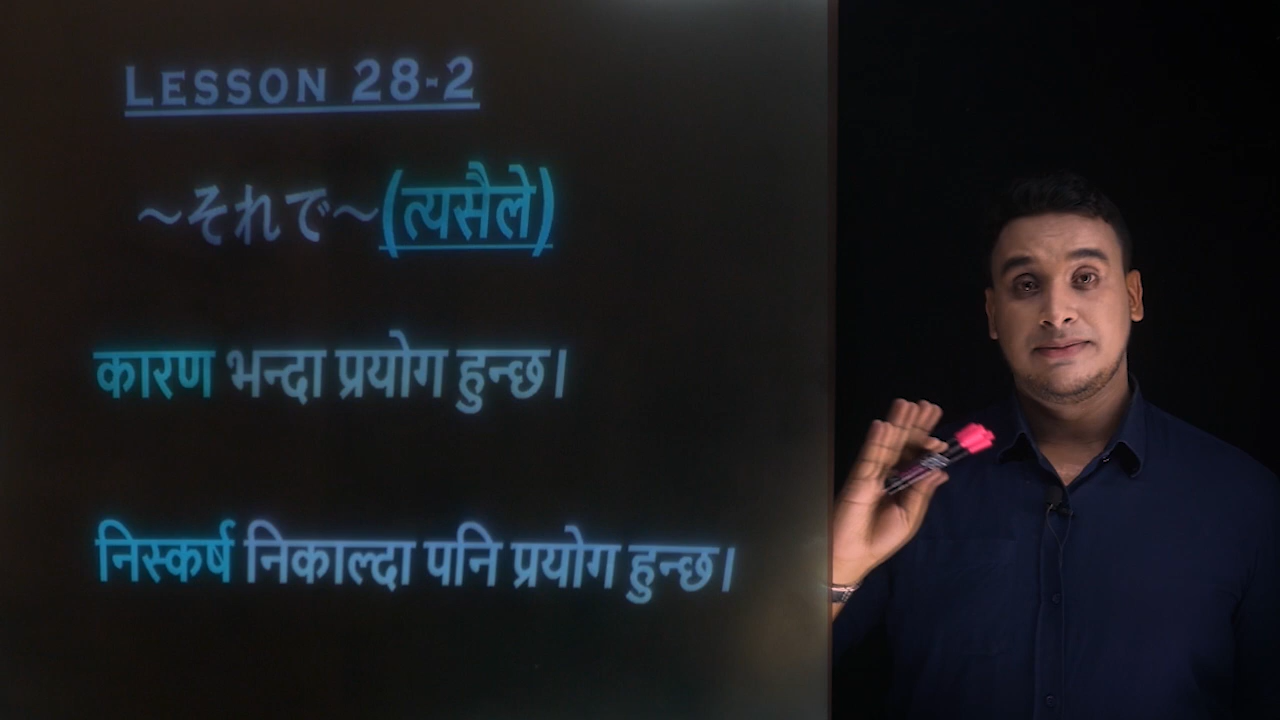 LESSON 28-2
~それで~(त्यसैले)
कारण भन्दा प्रयोग हुन्छ।
निस्कर्ष निकाल्दा पनि प्रयोग हुन्छ।